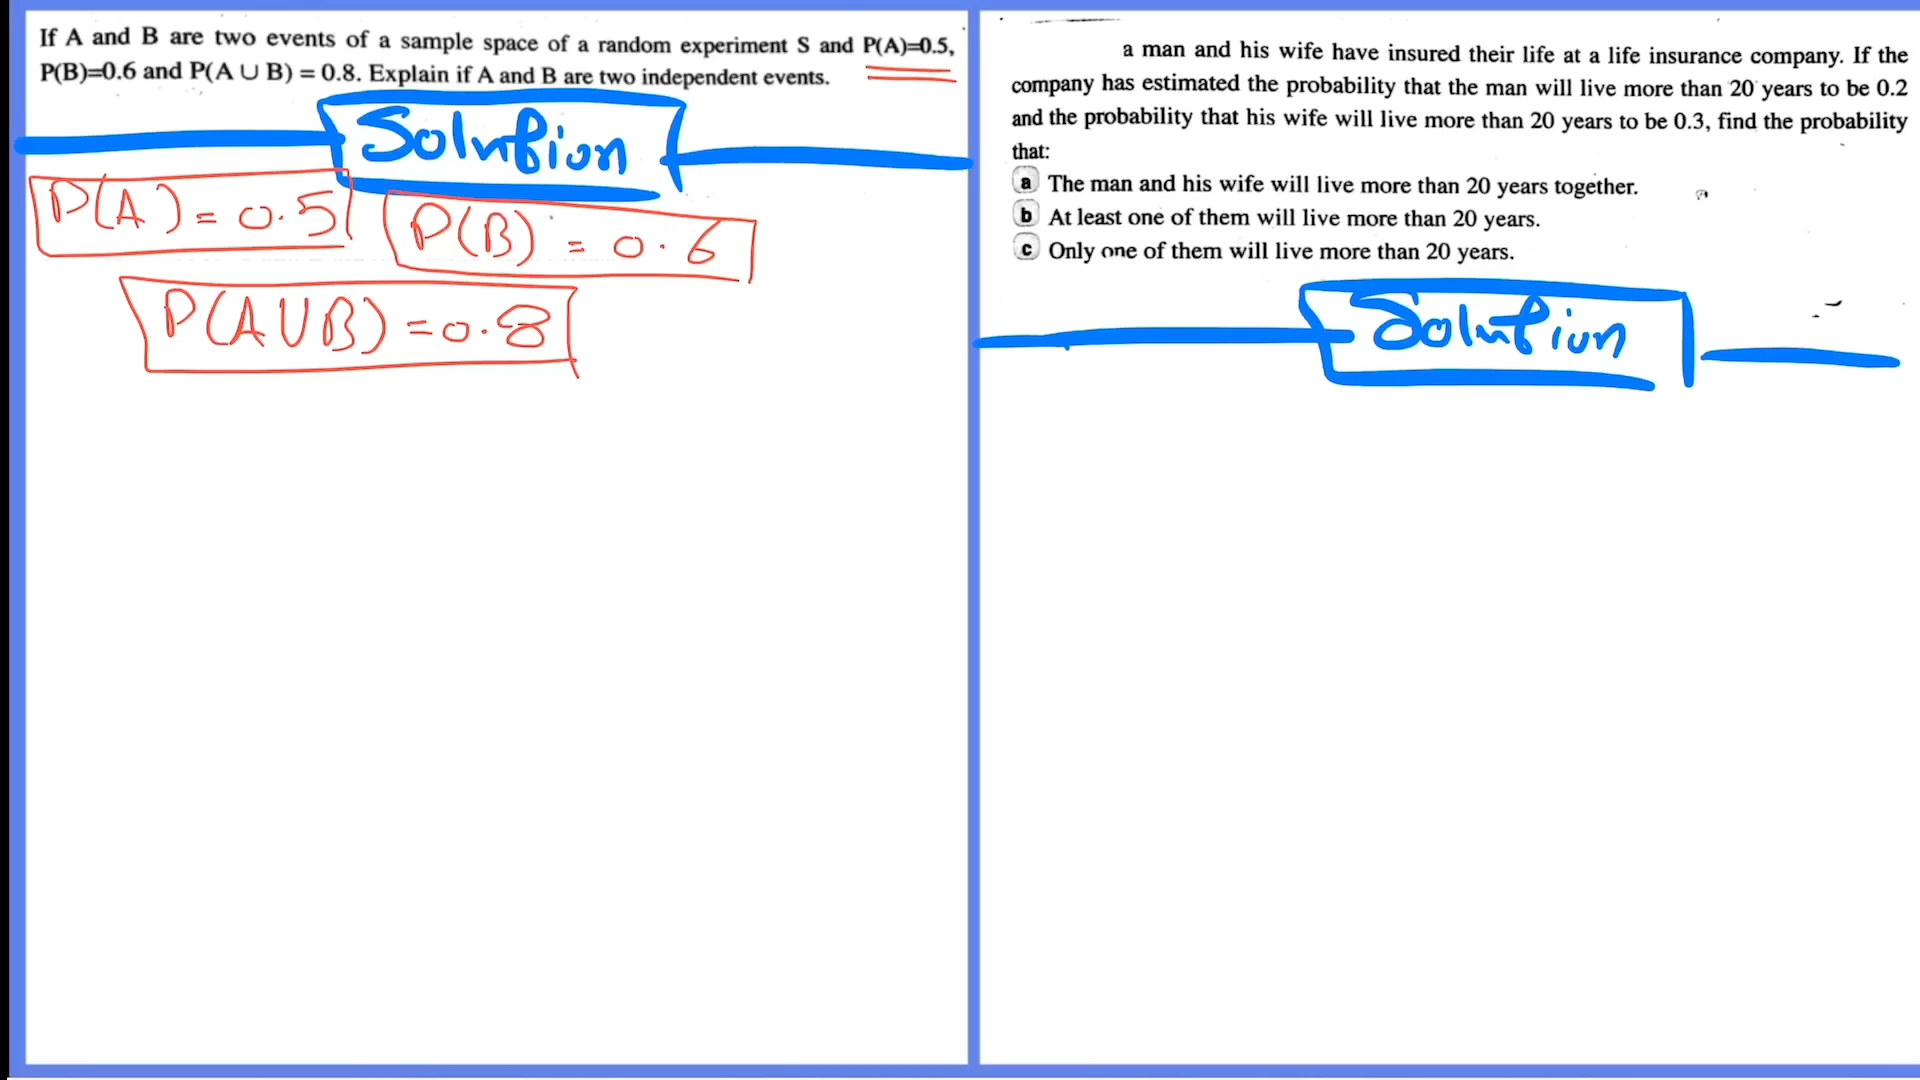 If A and B are two events of a sample space of a random experiment S and P(A)=0.5,
P(B)=0.6 and P(A ∪ B) = 0.8. Explain if A and B are two independent events.
Solution
P(A) = 0.5
P(B) = 0.6
P(A∪B) = 0.8
a man and his wife have insured their life at a life insurance company. If the
company has estimated the probability that the man will live more than 20 years to be 0.2
and the probability that his wife will live more than 20 years to be 0.3, find the probability
that:
a The man and his wife will live more than 20 years together.
b At least one of them will live more than 20 years.
c Only one of them will live more than 20 years.
Solution